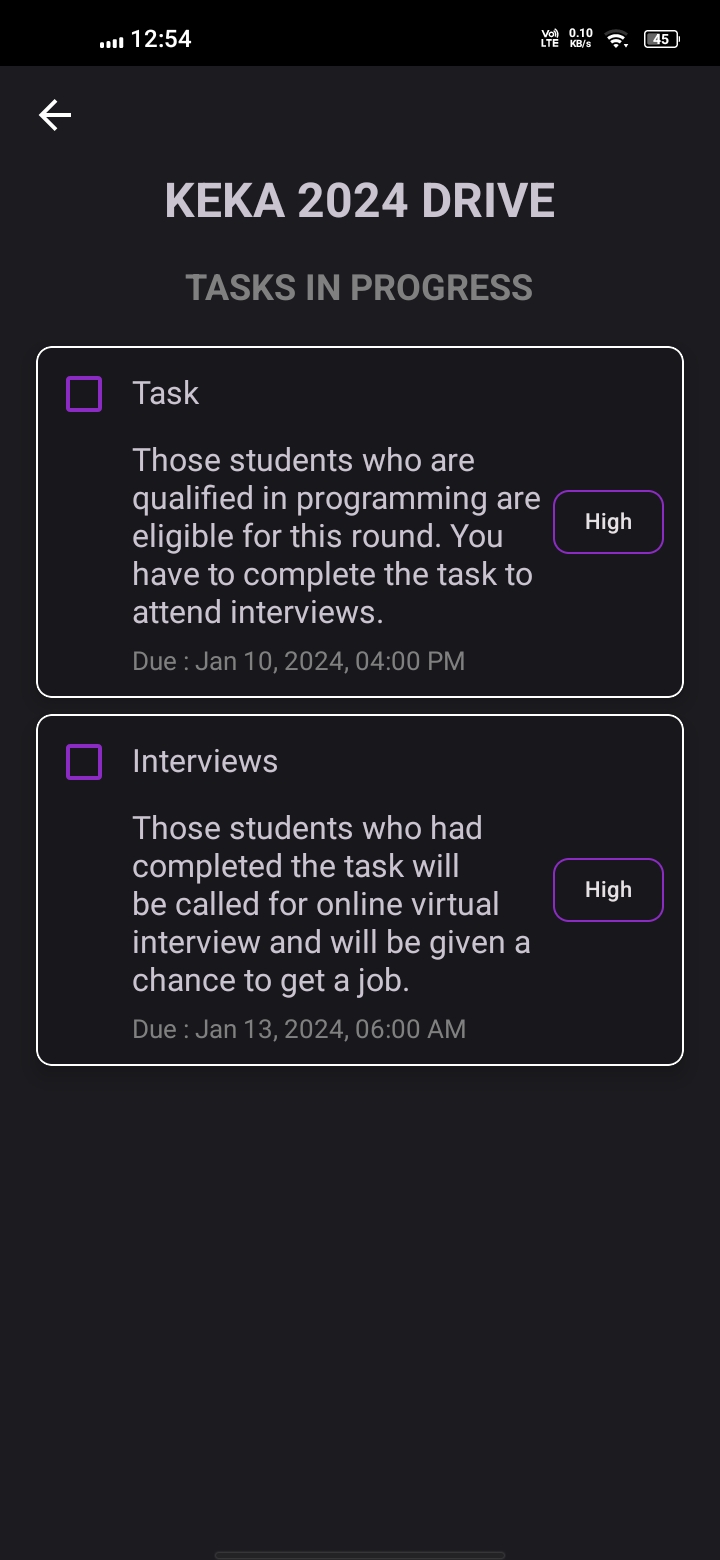 12:54 Vo) LTE 0.10 KB/s 45
KEKA 2024 DRIVE
TASKS IN PROGRESS
Task
Those students who are
qualified in programming are
eligible for this round. You
have to complete the task to
attend interviews.
High
Due : Jan 10, 2024, 04:00 PM
Interviews
Those students who had
completed the task will
be called for online virtual
interview and will be given a
chance to get a job.
High
Due : Jan 13, 2024, 06:00 AM